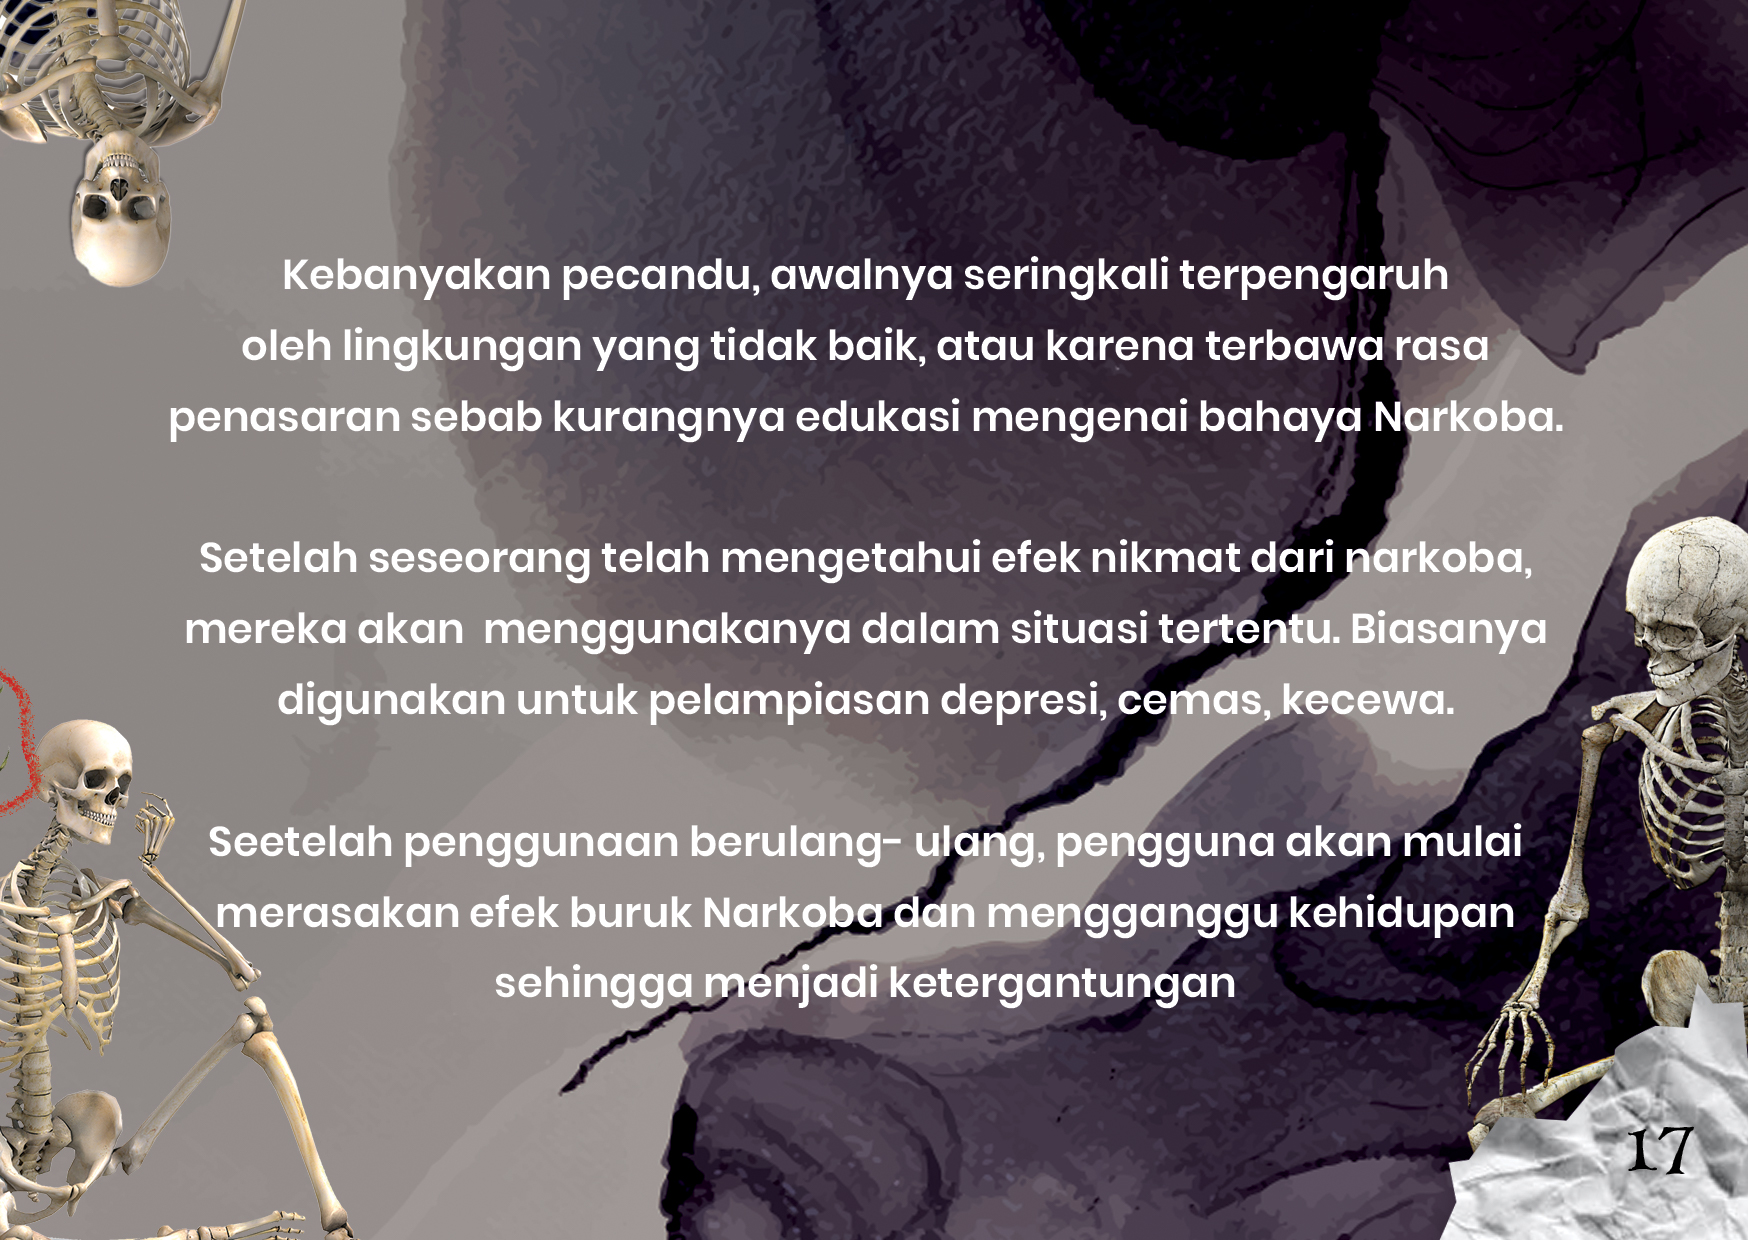 Kebanyakan pecandu, awalnya seringkali terpengaruh
oleh lingkungan yang tidak baik, atau karena terbawa rasa
penasaran sebab kurangnya edukasi mengenai bahaya Narkoba.
Setelah seseorang telah mengetahui efek nikmat dari narkoba,
mereka akan  menggunakanya dalam situasi tertentu. Biasanya
digunakan untuk pelampiasan depresi, cemas, kecewa.
Seetelah penggunaan berulang- ulang, pengguna akan mulai
merasakan efek buruk Narkoba dan mengganggu kehidupan
sehingga menjadi ketergantungan
17